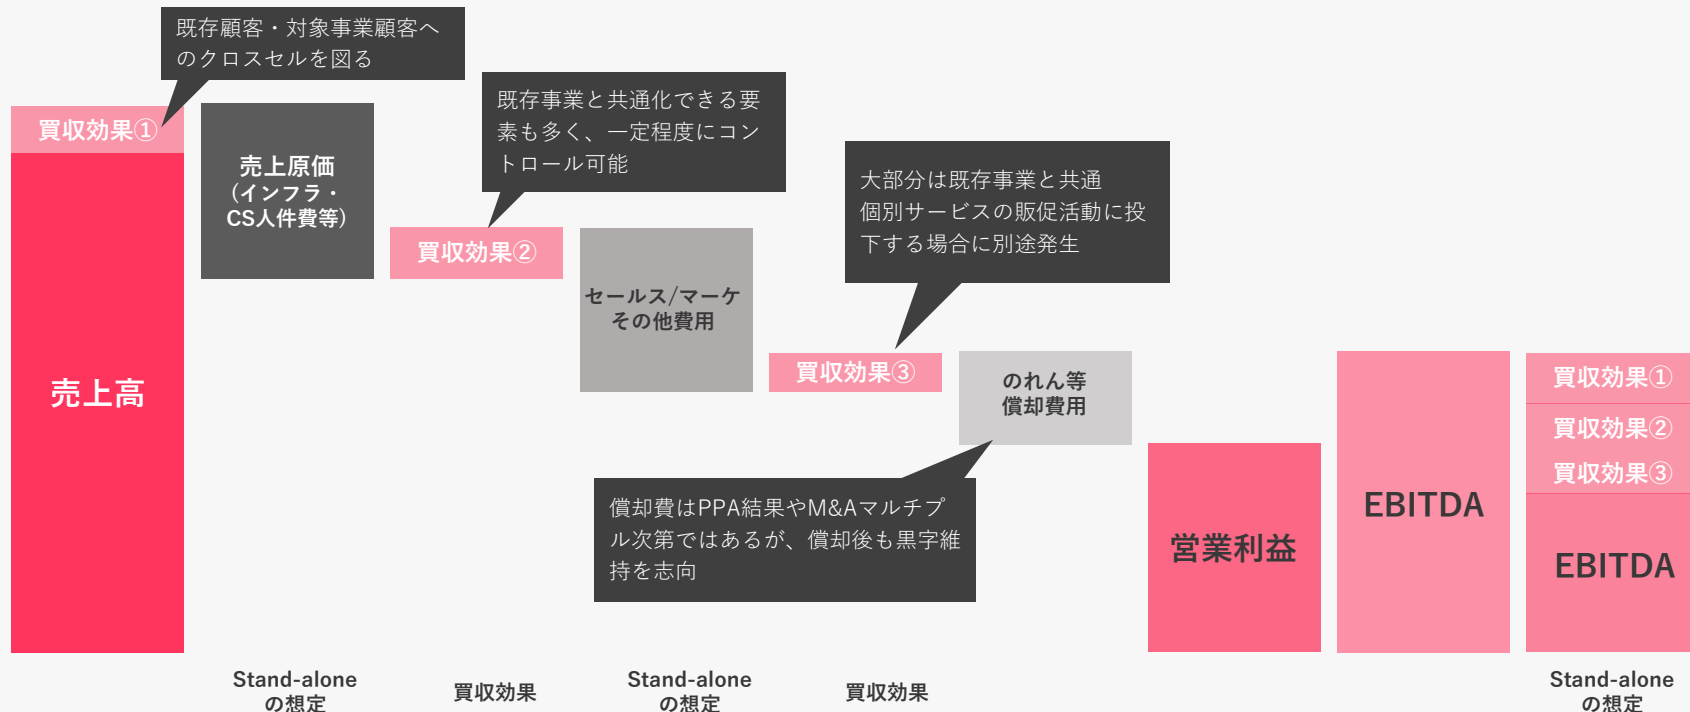 既存顧客・対象事業顧客へ
のクロスセルを図る
買収効果①
売上高
売上原価
（インフラ・
CS人件費等）
既存事業と共通化できる要
素も多く、一定程度にコン
トロール可能
買収効果②
セールス/マーケ
その他費用
大部分は既存事業と共通
個別サービスの販促活動に投
下する場合に別途発生
買収効果③
のれん等
償却費用
償却費はPPA結果やM&Aマルチプ
ル次第ではあるが、償却後も黒字維
持を志向
営業利益
EBITDA
買収効果①
買収効果②
買収効果③
EBITDA
Stand-alone
の想定
買収効果
Stand-alone
の想定
買収効果
Stand-alone
の想定